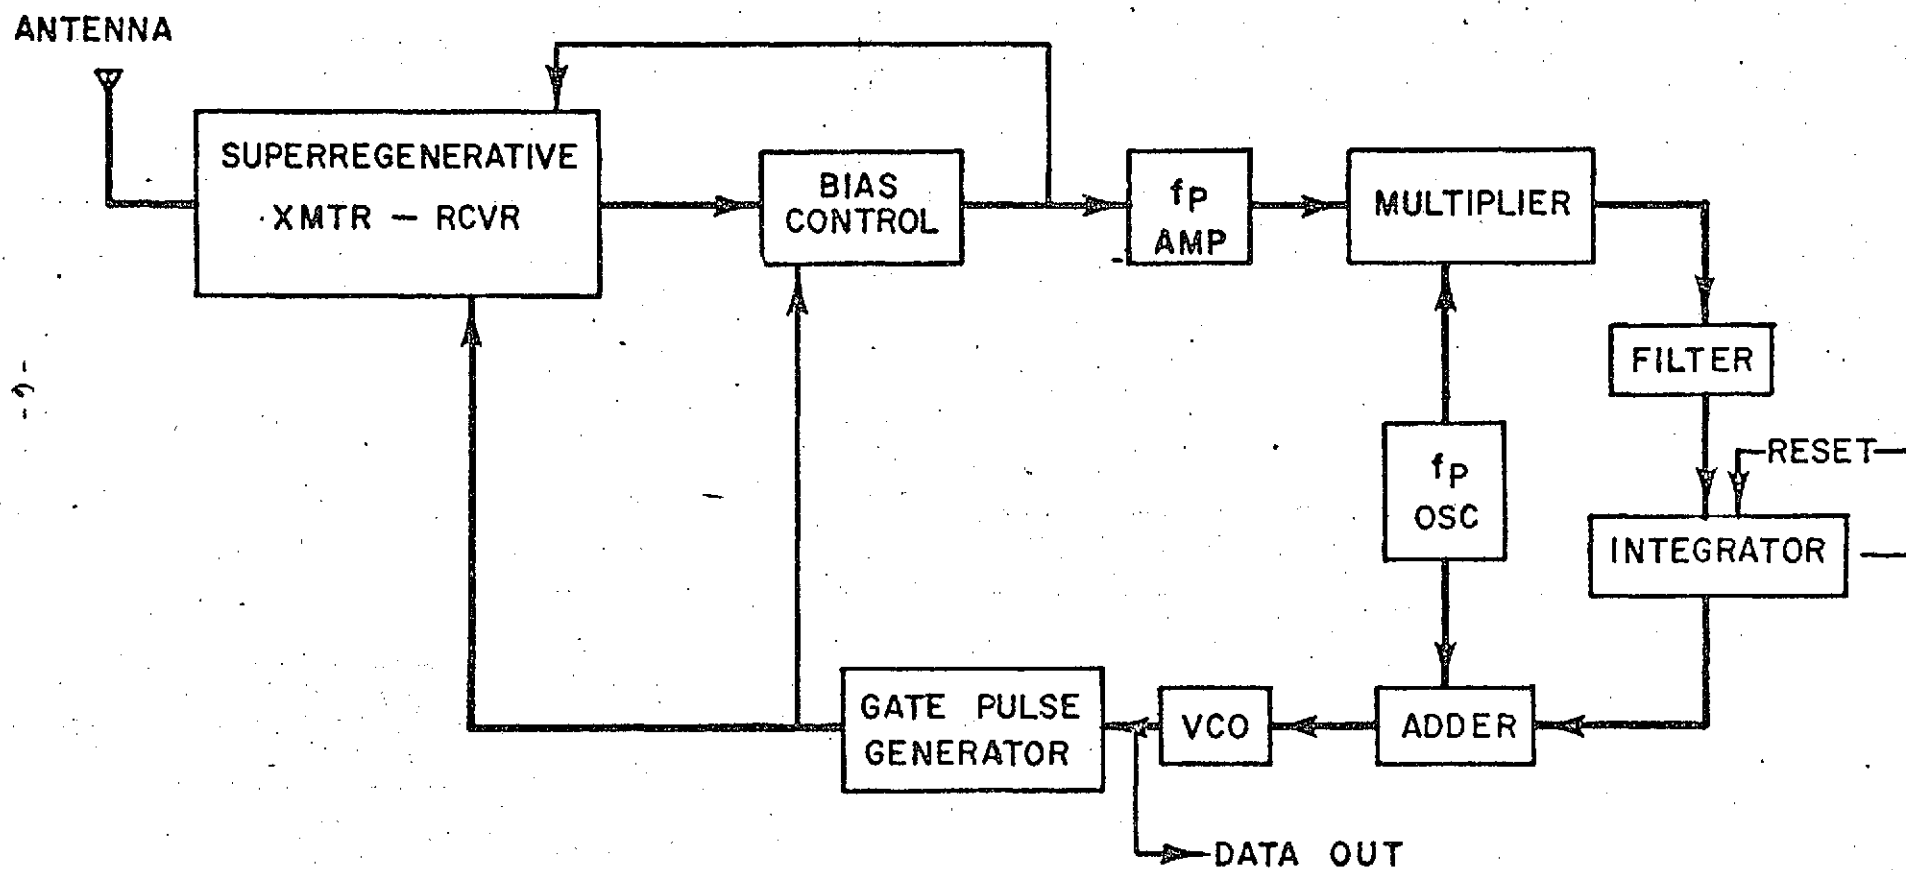 ANTENNA
SUPERREGENERATIVE
XMTR — RCVR
BIAS
CONTROL
fP
AMP
MULTIPLIER
FILTER
fP
OSC
RESET
INTEGRATOR
GATE PULSE
GENERATOR
VCO
ADDER
DATA OUT